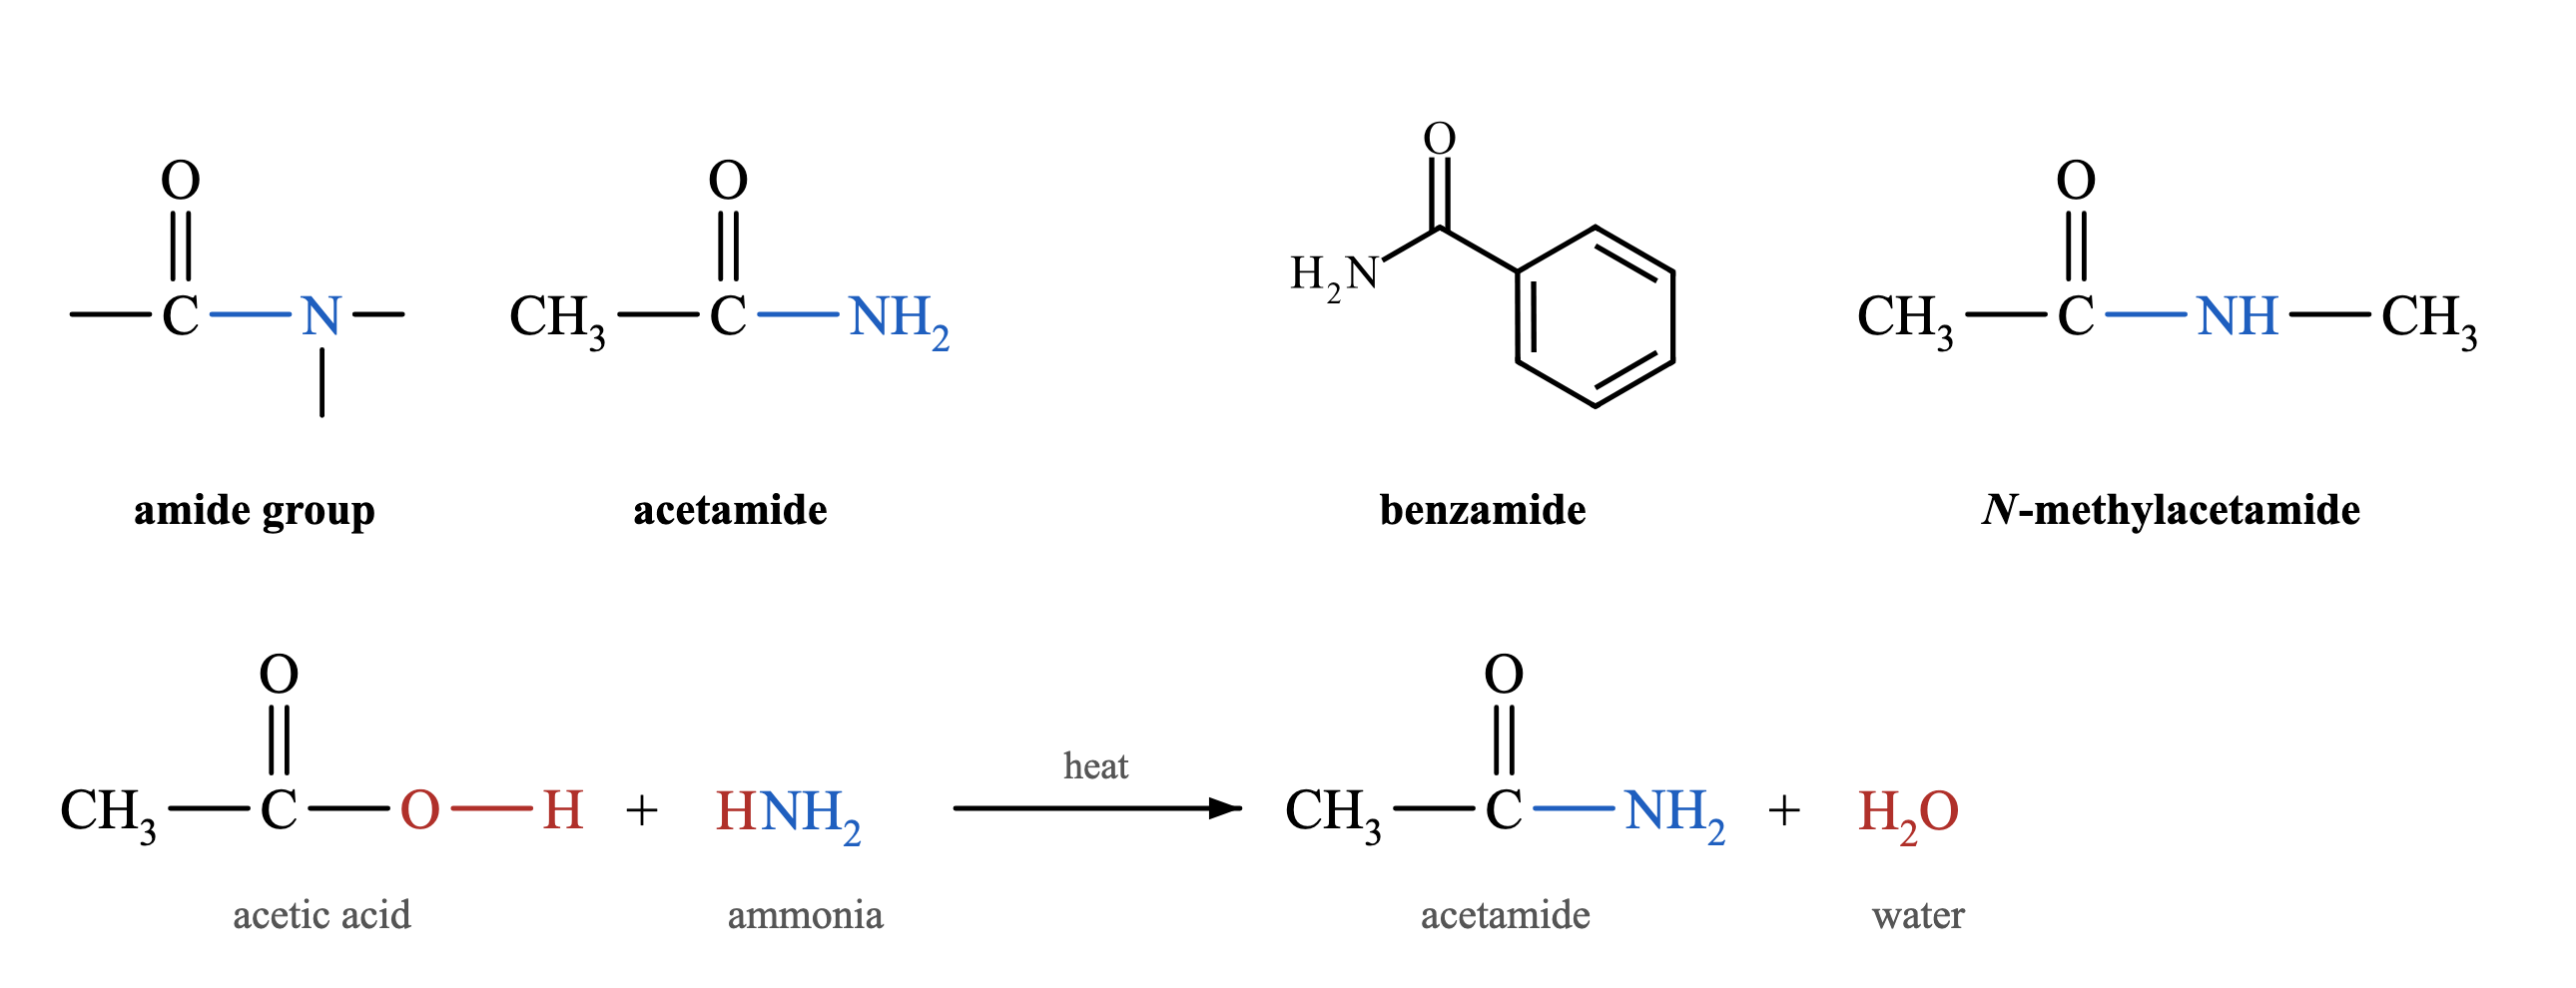 O O O O
C N CH₃ C NH₂ H₂N CH₃ C NH CH₃
amide group acetamide benzamide N-methylacetamide
O O
heat
CH₃ C O H + HNH₂ CH₃ C NH₂ + H₂O
acetic acid ammonia acetamide water